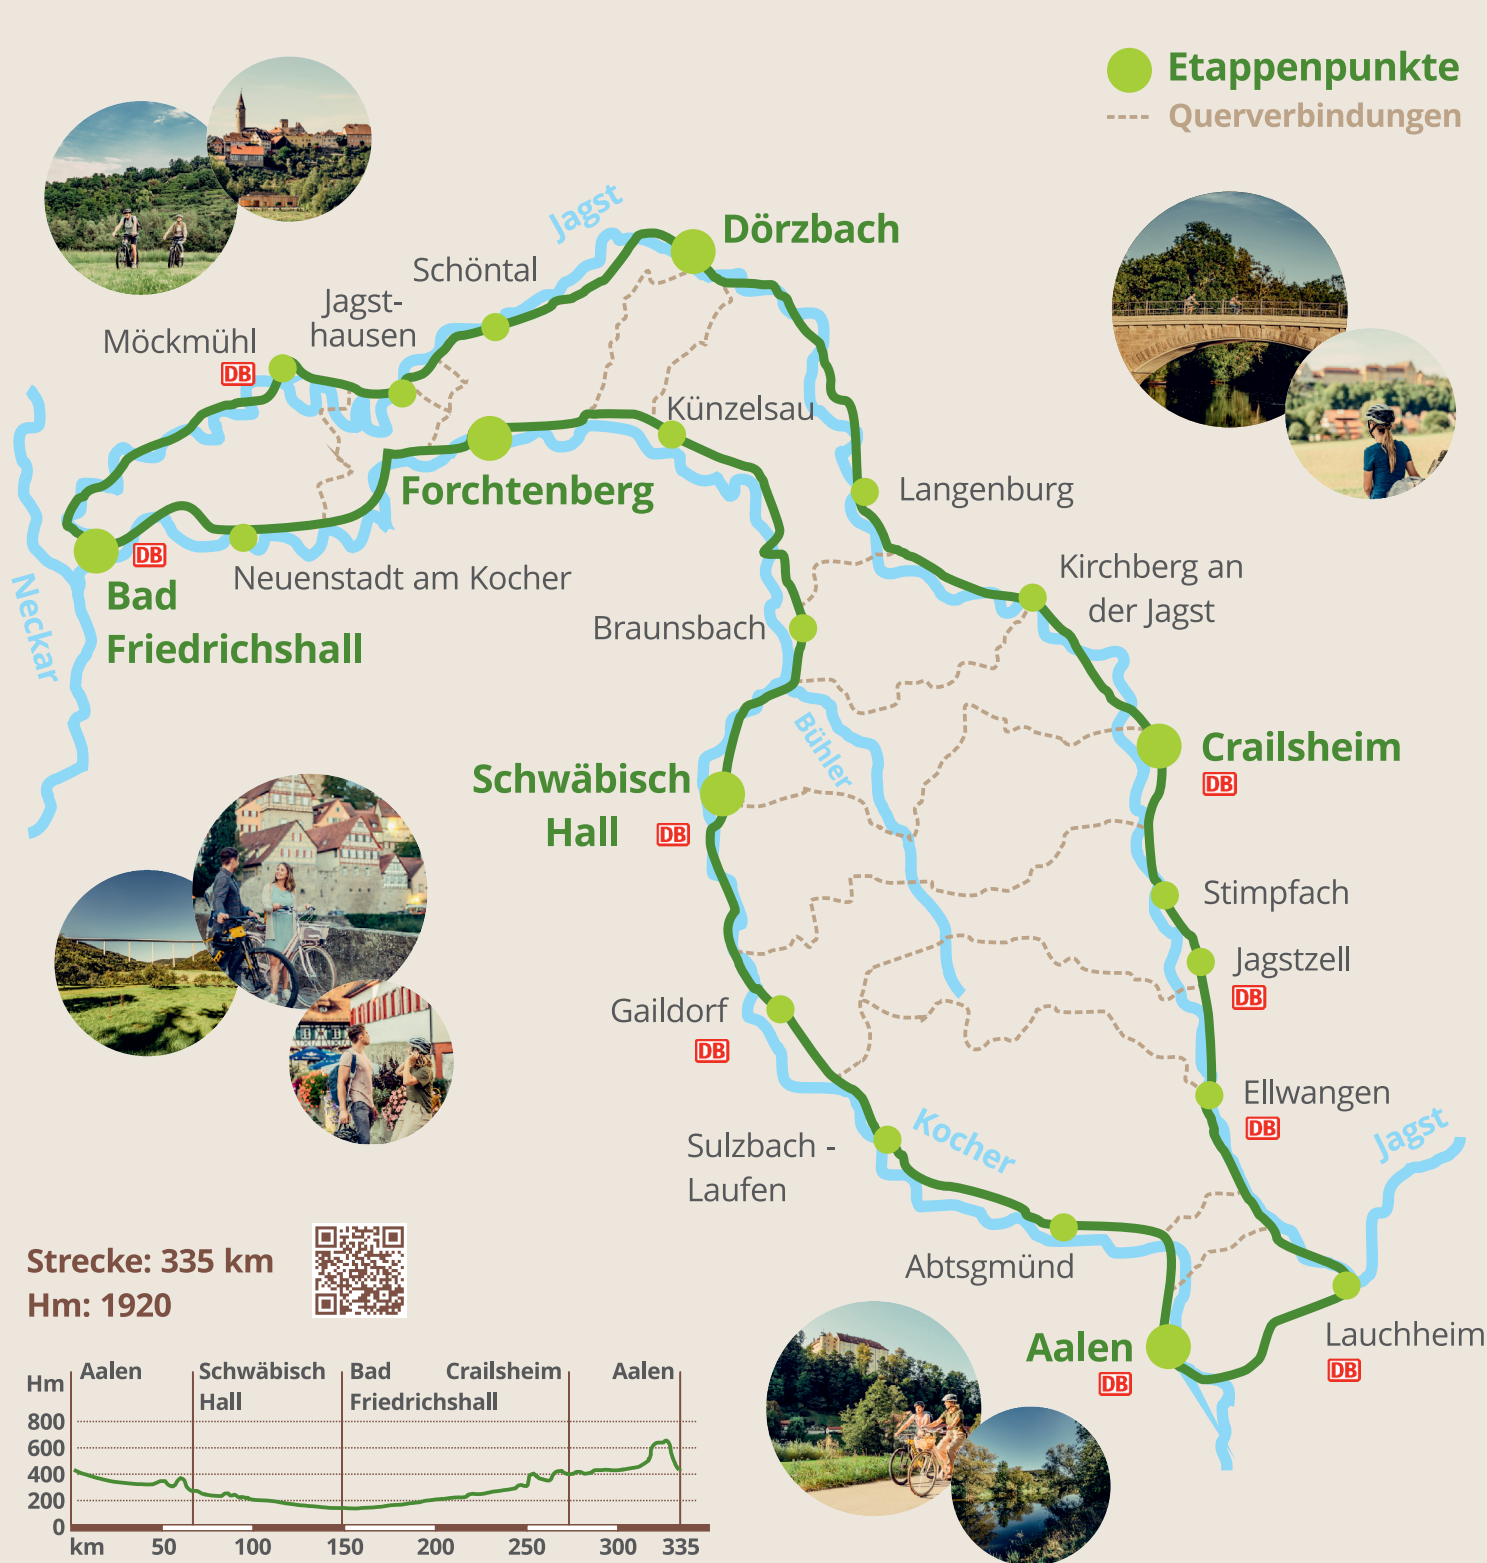 Etappenpunkte
Querverbindungen
Jagst
Dörzbach
Schöntal
Jagst-
hausen
Möckmühl
DB
Künzelsau
Forchtenberg
Langenburg
DB
Neuenstadt am Kocher
Bad
Friedrichshall
Neckar
Kirchberg an
der Jagst
Braunsbach
Bühler
Crailsheim
DB
Schwäbisch
Hall
DB
Stimpfach
Jagstzell
DB
Gaildorf
DB
Ellwangen
DB
Jagst
Kocher
Sulzbach -
Laufen
Abtsgmünd
Lauchheim
DB
Aalen
DB
Strecke: 335 km
Hm: 1920
Hm
Aalen
Schwäbisch
Hall
Bad
Friedrichshall
Crailsheim
Aalen
800
600
400
200
0
km 50 100 150 200 250 300 335